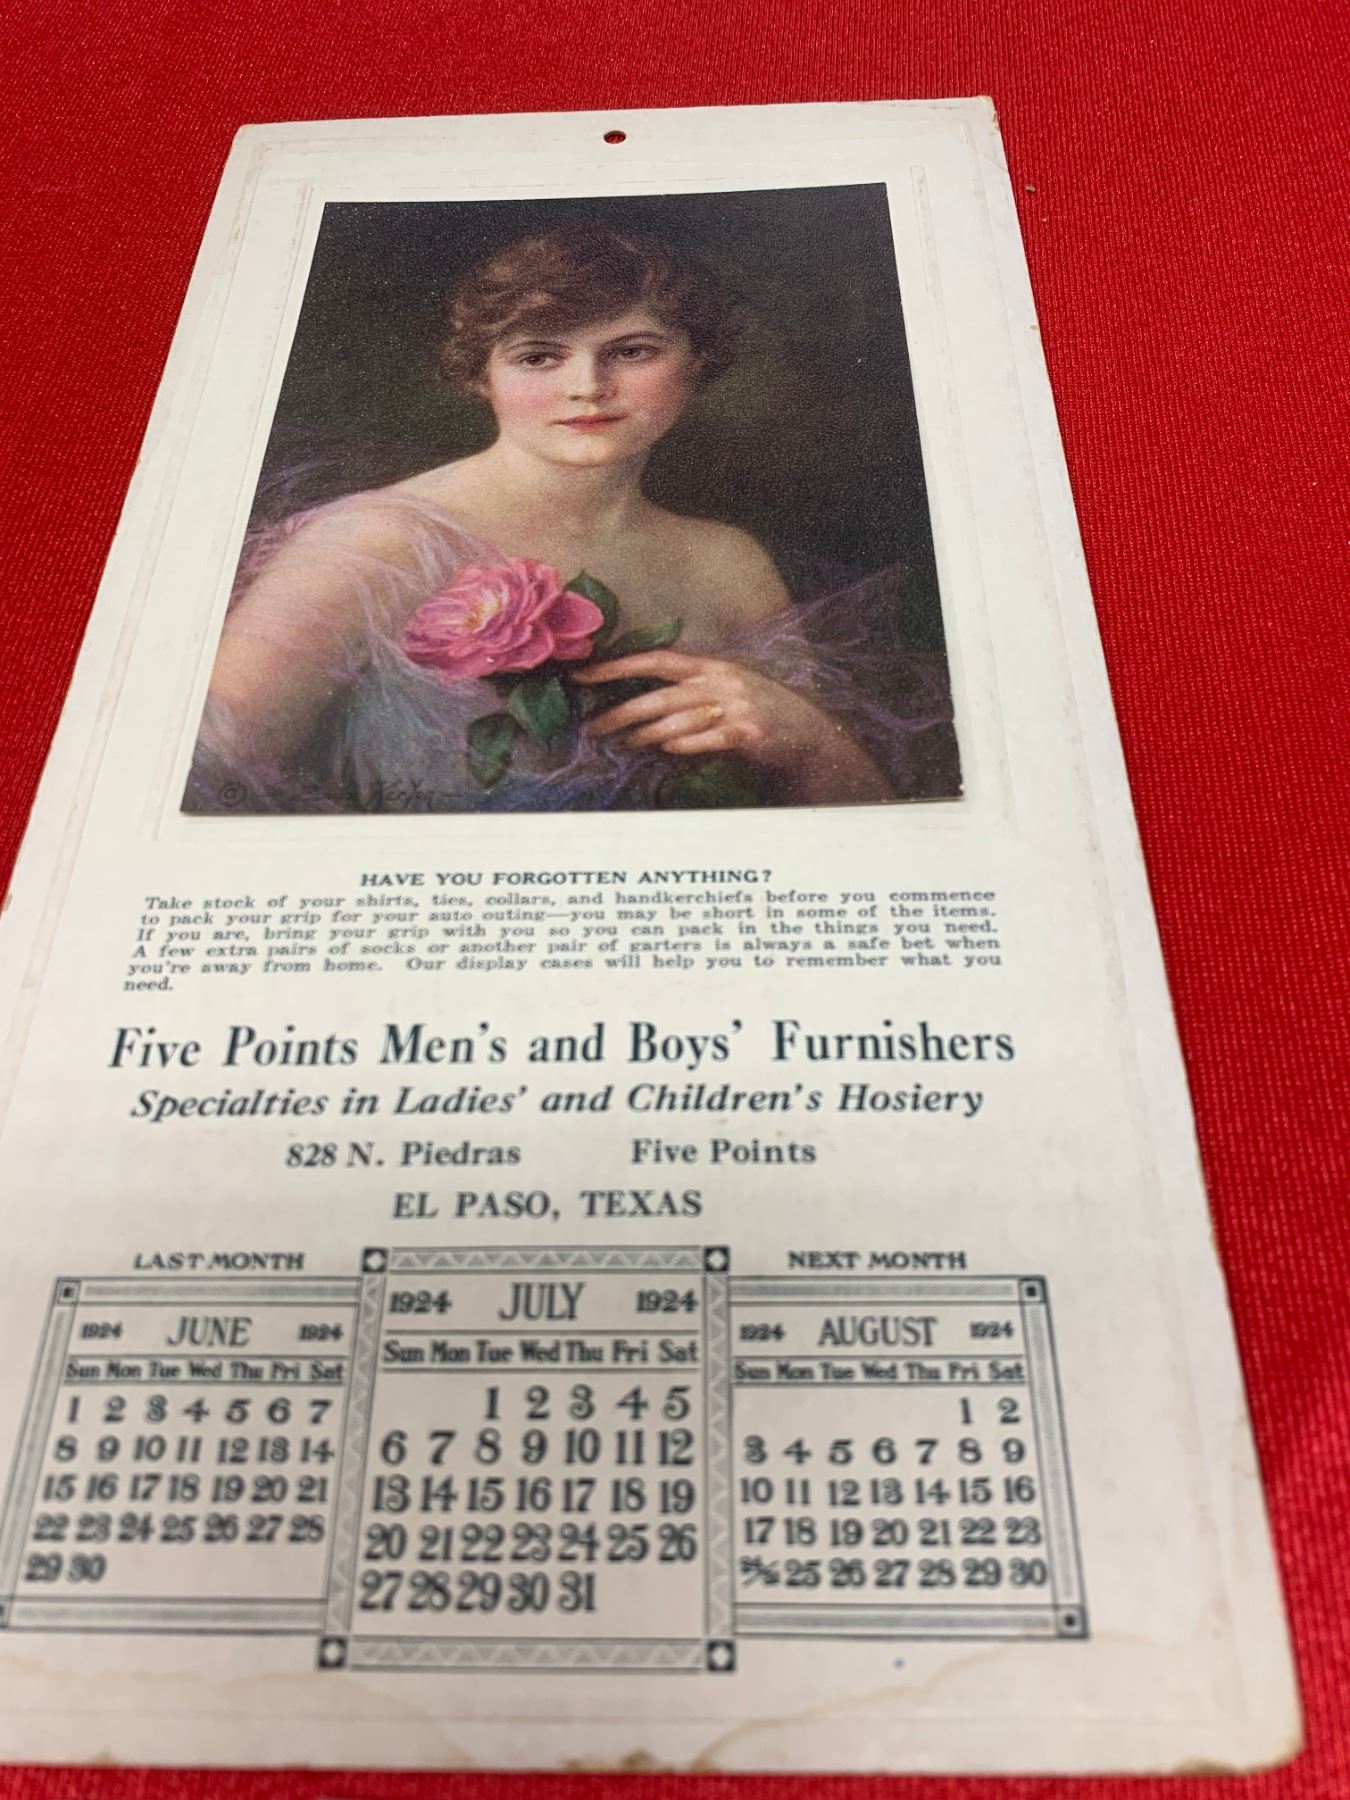 ©
HAVE YOU FORGOTTEN ANYTHING?
Take stock of your shirts, ties, collars, and handkerchiefs before you commence
to pack your grip for your auto outing—you may be short in some of the items.
If you are, bring your grip with you so you can pack in the things you need.
A few extra pairs of socks or another pair of garters is always a safe bet when
you're away from home. Our display cases will help you to remember what you
need.
Five Points Men's and Boys' Furnishers
Specialties in Ladies' and Children's Hosiery
828 N. Piedras Five Points
EL PASO, TEXAS
LAST MONTH
1924 JUNE 1924
Sun Mon Tue Wed Thu Fri Sat
1 2 3 4 5 6 7
8 9 10 11 12 13 14
15 16 17 18 19 20 21
22 23 24 25 26 27 28
29 30
1924 JULY 1924
Sun Mon Tue Wed Thu Fri Sat
1 2 3 4 5
6 7 8 9 10 11 12
13 14 15 16 17 18 19
20 21 22 23 24 25 26
27 28 29 30 31
NEXT MONTH
1924 AUGUST 1924
Sun Mon Tue Wed Thu Fri Sat
1 2
3 4 5 6 7 8 9
10 11 12 13 14 15 16
17 18 19 20 21 22 23
24/31 25 26 27 28 29 30